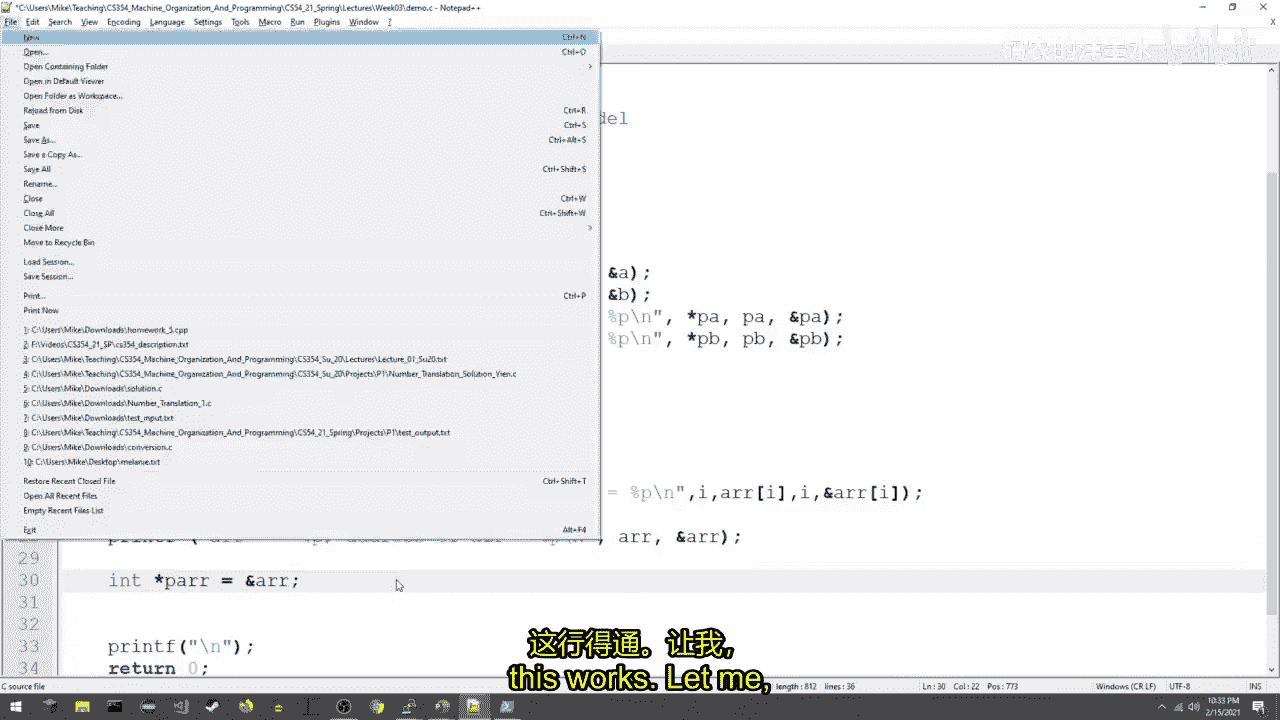 *C:\Users\Mike\Teaching\CS354_Machine_Organization_And_Programming\CS54_21_Spring\Lectures\Week03\demo.c - Notepad++
File Edit Search View Encoding Language Settings Tools Macro Run Plugins Window ?
New Ctrl+N
Open... Ctrl+O
Open Containing Folder
Open in Default Viewer
Open Folder as Workspace...
Reload from Disk Ctrl+R
Save Ctrl+S
Save As... Ctrl+Alt+S
Save a Copy As...
Save All Ctrl+Shift+S
Rename...
Close Ctrl+W
Close All Ctrl+Shift+W
Close More
Move to Recycle Bin
Load Session...
Save Session...
Print... Ctrl+P
Print Now
1: C:\Users\Mike\Downloads\homework_5.cpp
2: F:\Videos\CS354_21_SP\cs354_description.txt
3: C:\Users\Mike\Teaching\CS354_Machine_Organization_And_Programming\CS354_Su_20\Lectures\Lecture_01_Su20.txt
4: C:\Users\Mike\Teaching\CS354_Machine_Organization_And_Programming\CS354_Su_20\Projects\P1\Number_Translation_Solution_Yien.c
5: C:\Users\Mike\Downloads\solution.c
6: C:\Users\Mike\Downloads\Number_Translation_1.c
7: C:\Users\Mike\Downloads\test_input.txt
8: C:\Users\Mike\Teaching\CS354_Machine_Organization_And_Programming\CS54_21_Spring\Projects\P1\test_output.txt
9: C:\Users\Mike\Downloads\conversion.c
10: C:\Users\Mike\Desktop\melanie.txt
Restore Recent Closed File Ctrl+Shift+T
Open All Recent Files
Empty Recent Files List
Exit Alt+F4
del
&a);
&b);
%p\n", *pa, pa, &pa);
%p\n", *pb, pb, &pb);
= %p\n",i,arr[i],i,&arr[i]);
, arr, &arr);
29
30 int *parr = &arr;
31
32
33 printf("\n");
34 return 0;
这行得通。让我，
this works. Let me,
C source file length : 812 lines : 36 Ln : 30 Col : 22 Pos : 773 Windows (CR LF) UTF-8 INS
10:33 PM
2/15/2021